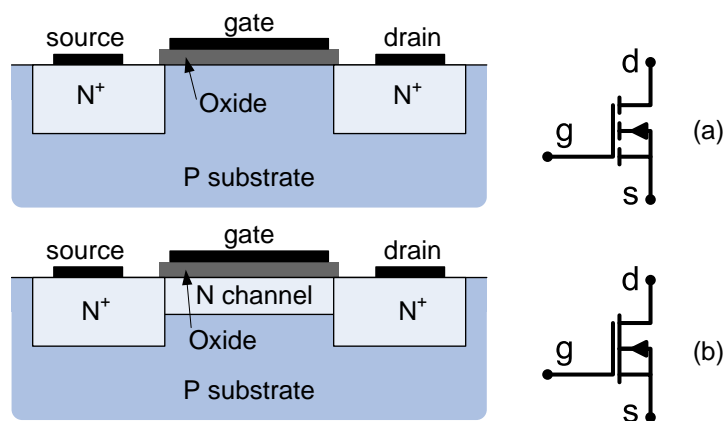 source gate drain
N+ N+
Oxide
P substrate
d
g
s
(a)
source gate drain
N channel
N+ N+
Oxide
P substrate
d
g
s
(b)